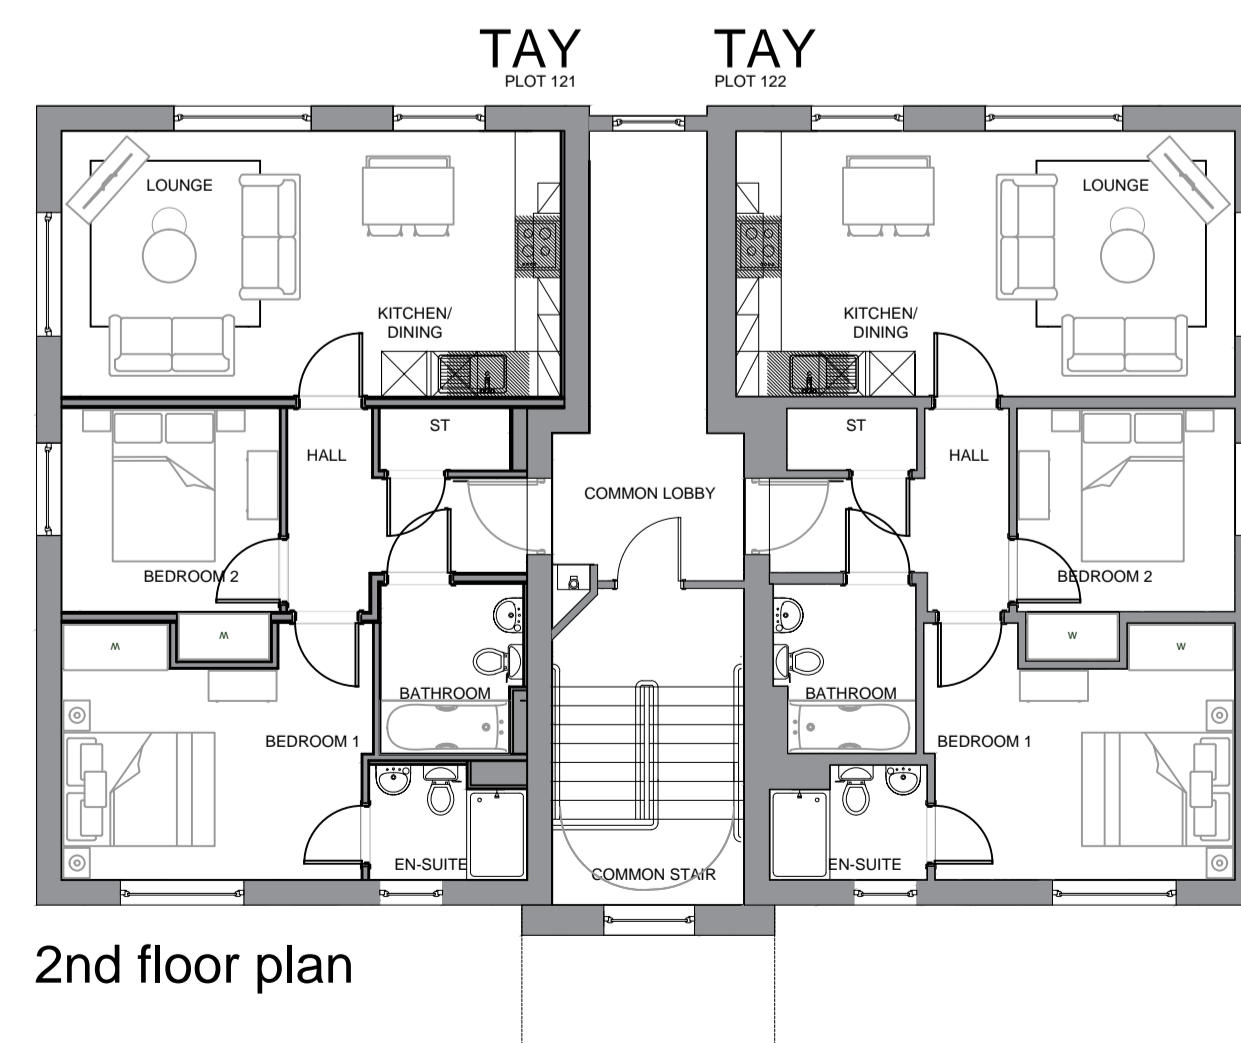 TAY
PLOT 121
TAY
PLOT 122
LOUNGE
KITCHEN/
DINING
KITCHEN/
DINING
LOUNGE
ST
HALL
COMMON LOBBY
ST
HALL
BEDROOM 2
BEDROOM 2
W
W
W
W
BATHROOM
BATHROOM
BEDROOM 1
BEDROOM 1
EN-SUITE
COMMON STAIR
EN-SUITE
2nd floor plan